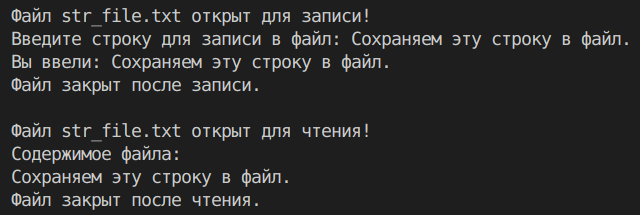 Файл str_file.txt открыт для записи!
Введите строку для записи в файл: Сохраняем эту строку в файл.
Вы ввели: Сохраняем эту строку в файл.
Файл закрыт после записи.

Файл str_file.txt открыт для чтения!
Содержимое файла:
Сохраняем эту строку в файл.
Файл закрыт после чтения.